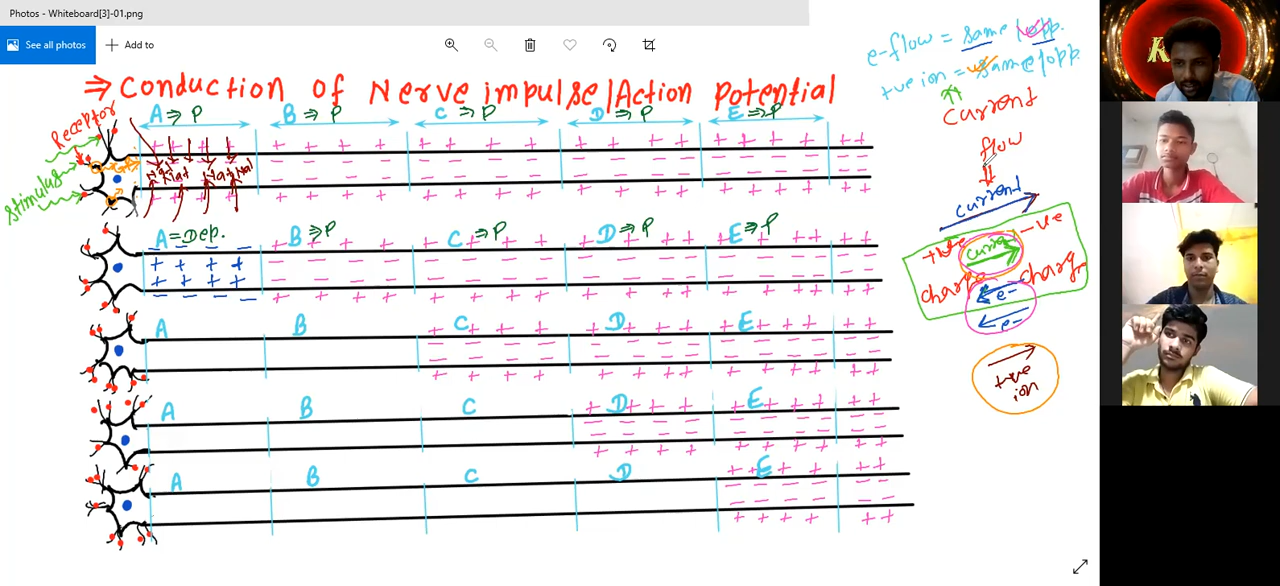 Photos - Whiteboard[3]-01.png
See all photos
Add to
e-flow = same / opp.
+ve ion = same / opp.
⇒ Conduction of Nerve impulse/Action Potential
Receptor
Stimulus
A ⇒ P B ⇒ P C ⇒ P D ⇒ P E ⇒ P
+ + + + + + + + + + + + + + + + + + + + + +
- - - - - - - - - - - - - - - - - -
- - - - - - - - - - - - - - - - - -
+ + + + + + + + + + + + + + + + + + + + + +
A = Dep. B ⇒ P C ⇒ P D ⇒ P E ⇒ P
A B C D E
A B C D E
A B C D E
current
flow
⇓
current
+ve
charge
-ve
charge
e-
e-
+ve
ion
K